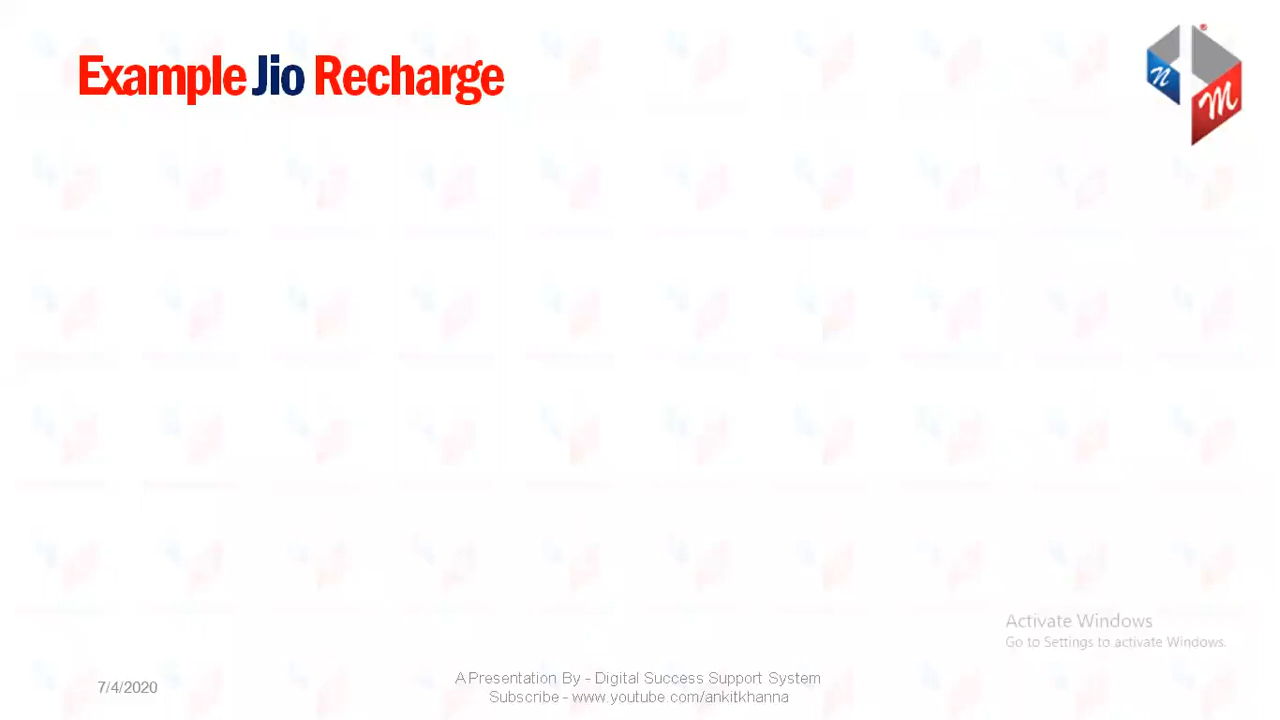 Example Jio Recharge
n
M
Activate Windows
Go to Settings to activate Windows.
7/4/2020
A Presentation By - Digital Success Support System
Subscribe - www.youtube.com/ankitkhanna